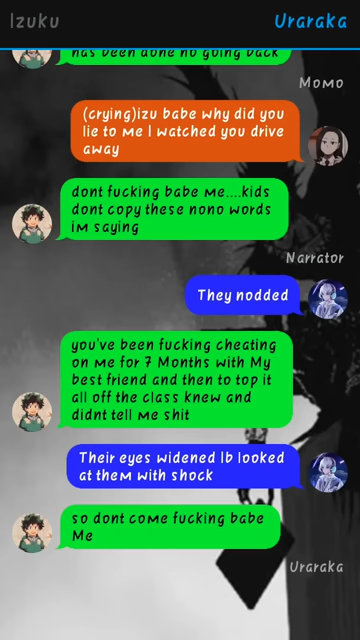 Izuku
Uraraka
has been done no going back
Momo
(crying)izu babe why did you
lie to me I watched you drive
away
dont fucking babe me....kids
dont copy these nono words
im saying
Narrator
They nodded
you've been fucking cheating
on me for 7 Months with My
best friend and then to top it
all off the class knew and
didnt tell me shit
Their eyes widened 1b looked
at them with shock
so dont come fucking babe
Me
Uraraka